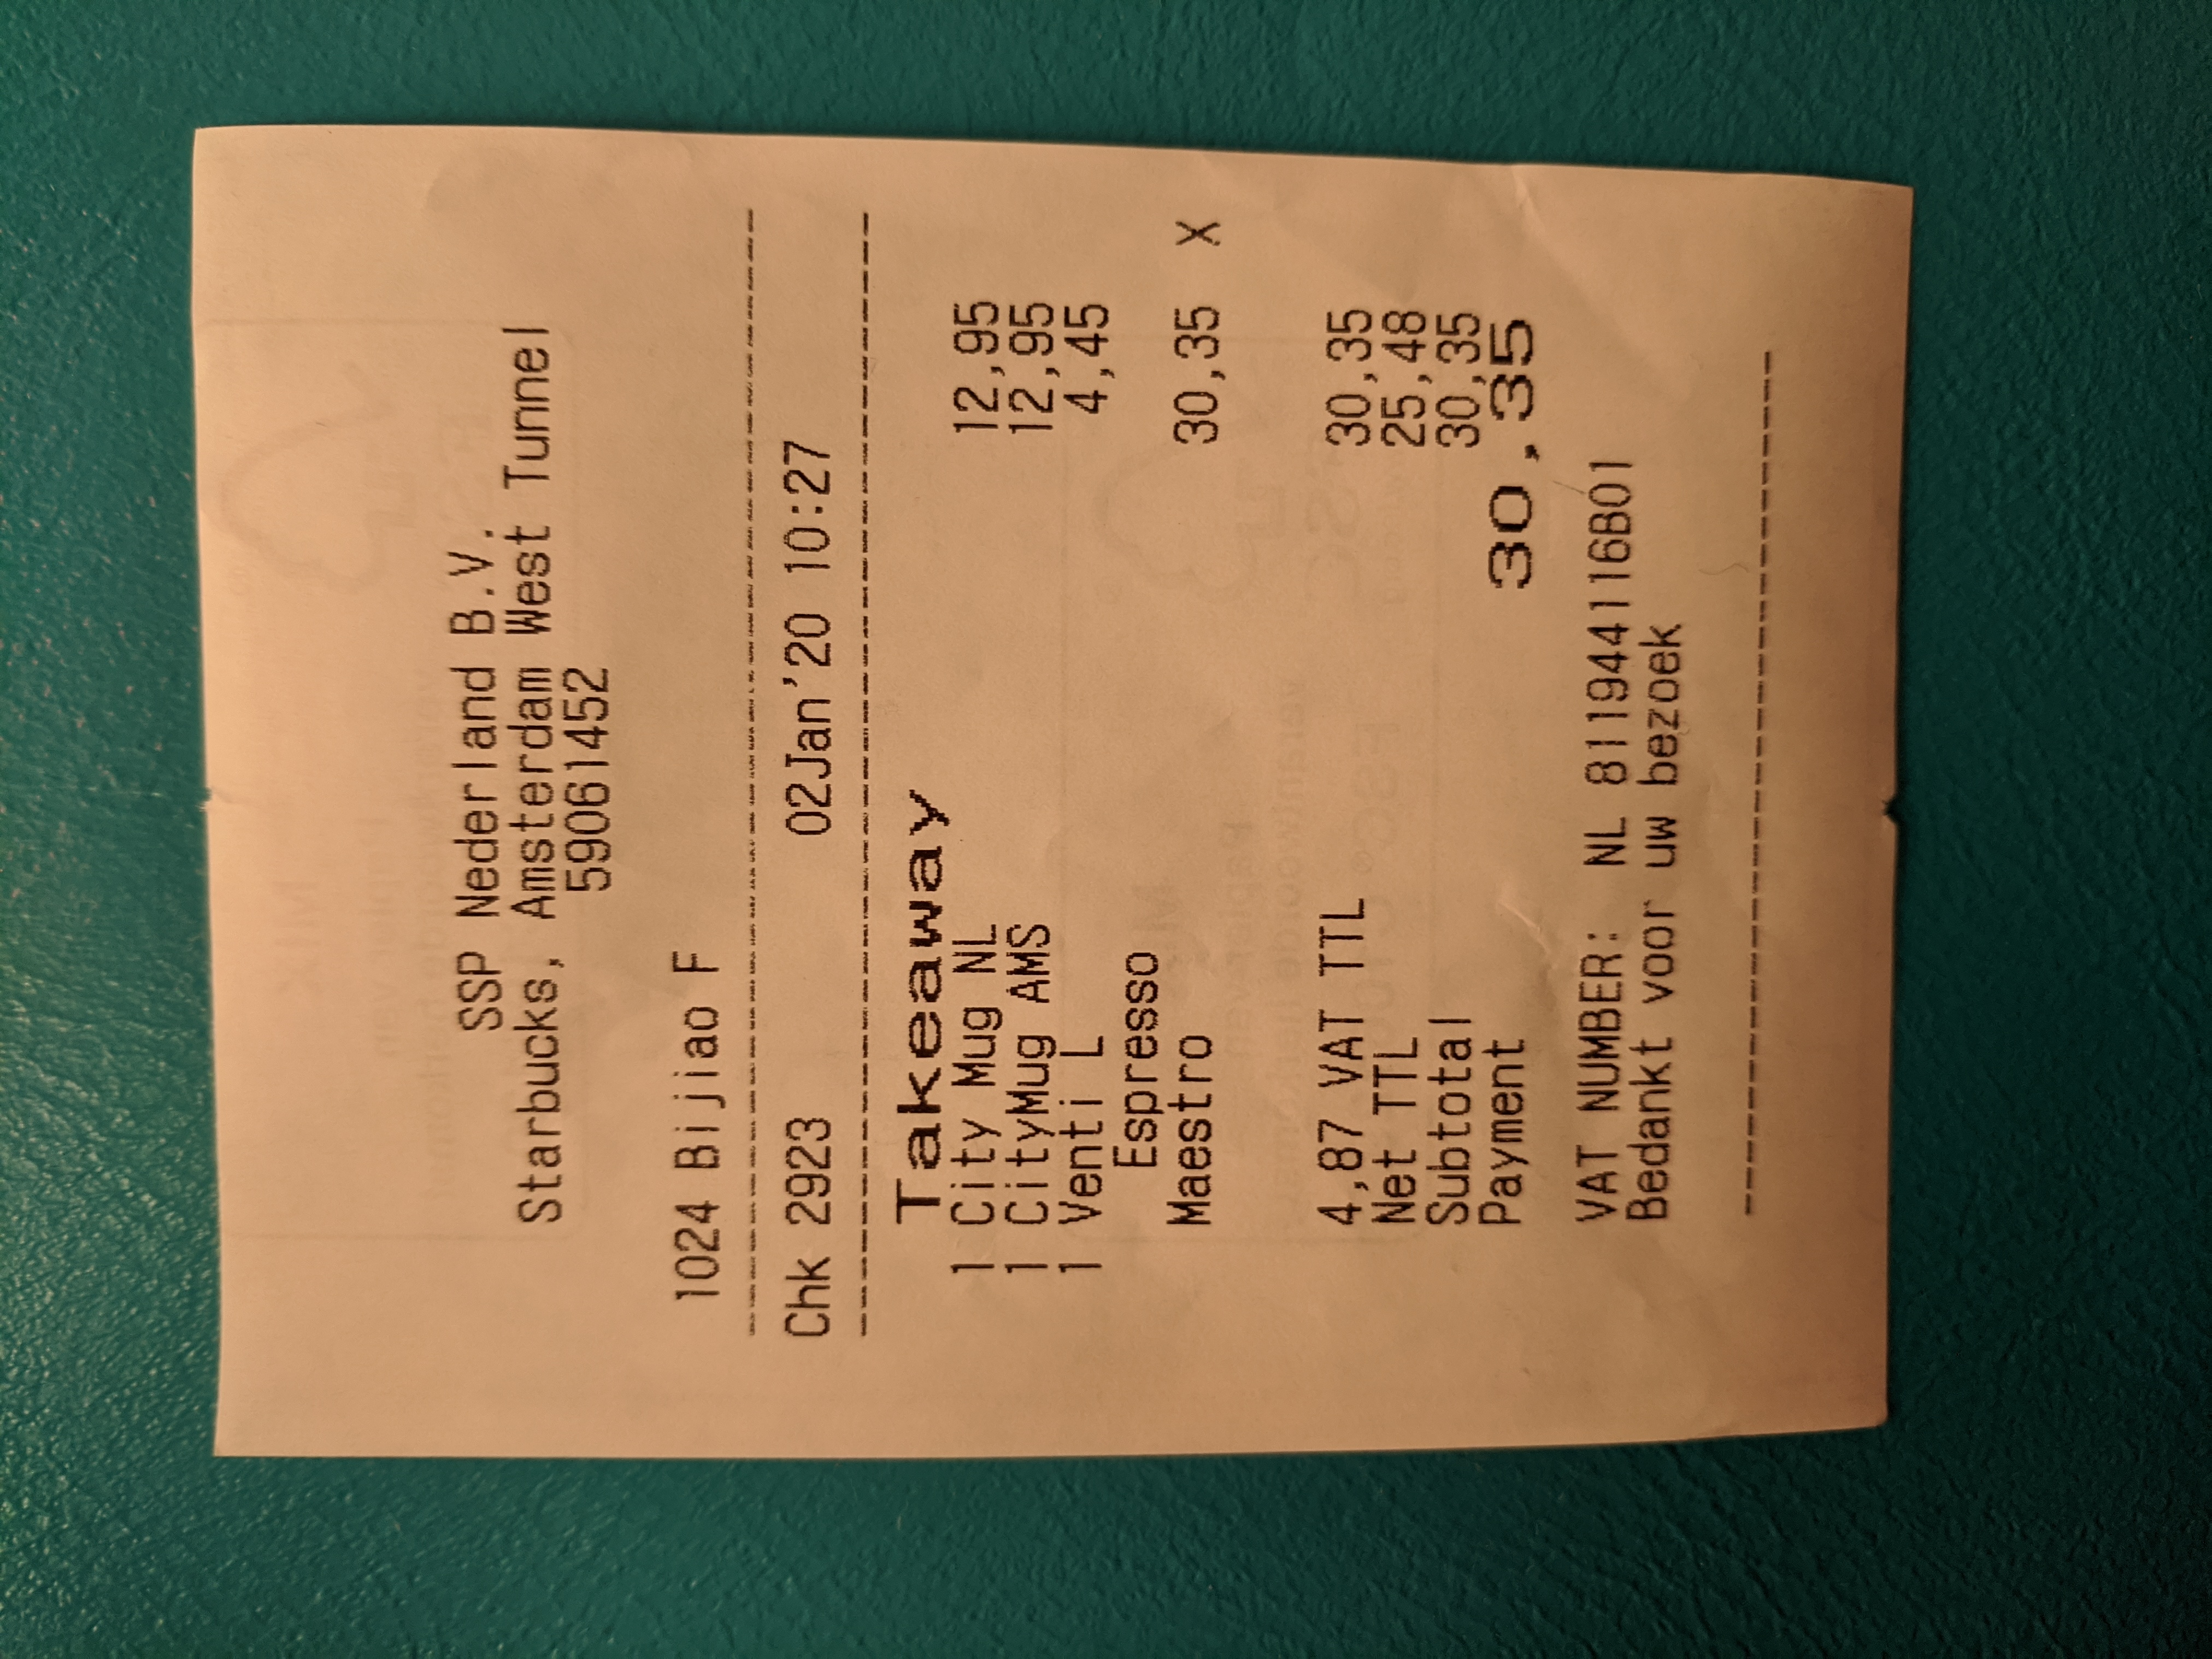 SSP Nederland B.V.
Starbucks, Amsterdam West Tunnel
59061452
1024 Bijiao F
Chk 2923 02Jan'20 10:27
Takeaway
1 City Mug NL 12,95
1 CityMug AMS 12,95
1 Venti L 4,45
Espresso
Maestro 30,35 X
4,87 VAT TTL 30,35
Net TTL 25,48
Subtotal 30,35
Payment 30,35
VAT NUMBER: NL 811944116B01
Bedankt voor uw bezoek